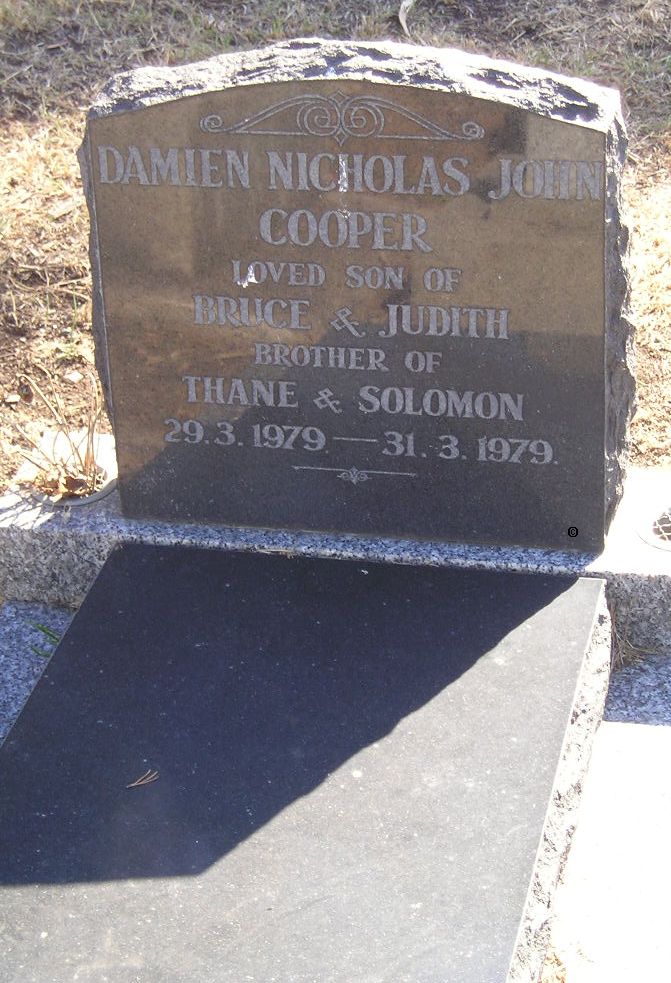 DAMIEN NICHOLAS JOHN
COOPER
LOVED SON OF
BRUCE & JUDITH
BROTHER OF
THANE & SOLOMON
29.3.1979. — 31.3.1979.
©